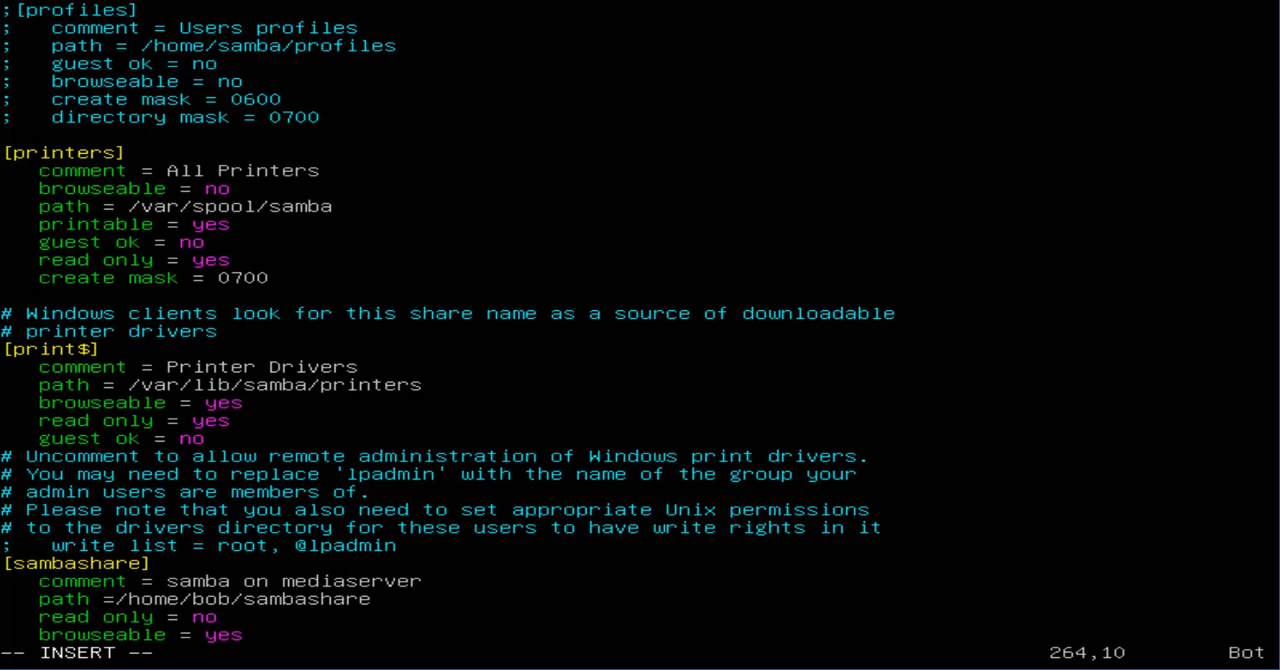 ;[profiles]
;   comment = Users profiles
;   path = /home/samba/profiles
;   guest ok = no
;   browseable = no
;   create mask = 0600
;   directory mask = 0700
[printers]
   comment = All Printers
   browseable = no
   path = /var/spool/samba
   printable = yes
   guest ok = no
   read only = yes
   create mask = 0700
# Windows clients look for this share name as a source of downloadable
# printer drivers
[print$]
   comment = Printer Drivers
   path = /var/lib/samba/printers
   browseable = yes
   read only = yes
   guest ok = no
# Uncomment to allow remote administration of Windows print drivers.
# You may need to replace 'lpadmin' with the name of the group your
# admin users are members of.
# Please note that you also need to set appropriate Unix permissions
# to the drivers directory for these users to have write rights in it
;   write list = root, @lpadmin
[sambashare]
   comment = samba on mediaserver
   path =/home/bob/sambashare
   read only = no
   browseable = yes
-- INSERT -- 264,10 Bot